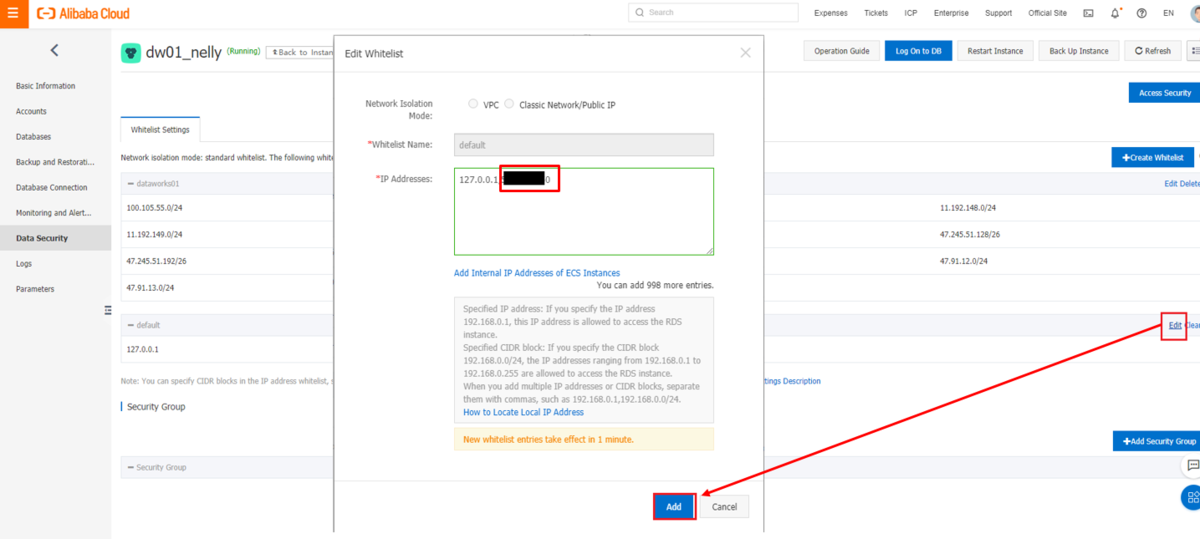 Alibaba Cloud
Search
Expenses Tickets ICP Enterprise Support Official Site EN
dw01_nelly (Running) Back to Instan
Operation Guide Log On to DB Restart Instance Back Up Instance Refresh
Basic Information
Accounts
Databases
Backup and Restorati...
Database Connection
Monitoring and Alert...
Data Security
Logs
Parameters
Access Security
Whitelist Settings
Network isolation mode: standard whitelist. The following white
+Create Whitelist
dataworks01
Edit Delete
100.105.55/24
11.192.148.0/24
11.192.149.0/24
47.245.51.128/26
47.245.51.192/26
47.91.12.0/24
47.91.13.0/24
default
Edit Clear
127.0.0.1
Note: You can specify CIDR blocks in the IP address whitelist, s
tings Description
Security Group
+Add Security Group
Security Group
Edit Whitelist
Network Isolation
Mode:
VPC Classic Network/Public IP
*Whitelist Name:
default
*IP Addresses:
127.0.0.1 0
Add Internal IP Addresses of ECS Instances
You can add 998 more entries.
Specified IP address: If you specify the IP address
192.168.0.1, this IP address is allowed to access the RDS
instance.
Specified CIDR block: If you specify the CIDR block
192.168.0.0/24, the IP addresses ranging from 192.168.0.1 to
192.168.0.255 are allowed to access the RDS instance.
When you add multiple IP addresses or CIDR blocks, separate
them with commas, such as 192.168.0.1,192.168.0.0/24.
How to Locate Local IP Address
New whitelist entries take effect in 1 minute.
Add Cancel